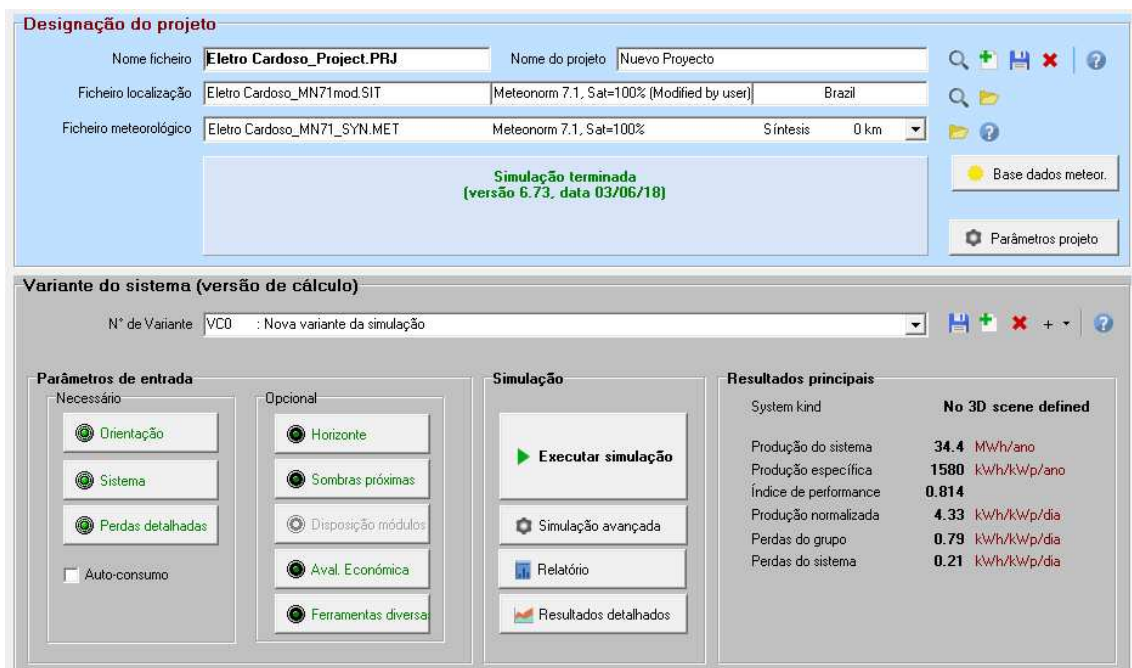 Designação do projeto
Nome ficheiro Eletro Cardoso_Project.PRJ Nome do projeto Nuevo Proyecto
Ficheiro localização Eletro Cardoso_MN71mod.SIT Meteonorm 7.1, Sat=100% (Modified by user) Brazil
Ficheiro meteorológico Eletro Cardoso_MN71_SYN.MET Meteonorm 7.1, Sat=100% Síntesis 0 km
Simulação terminada
(versão 6.73, data 03/06/18)
Base dados meteor.
Parâmetros projeto
Variante do sistema (versão de cálculo)
N° de Variante VC0 : Nova variante da simulação
Parâmetros de entrada
Necessário
Orientação
Sistema
Perdas detalhadas
Auto-consumo
Opcional
Horizonte
Sombras próximas
Disposição módulos
Aval. Económica
Ferramentas diversa
Simulação
Executar simulação
Simulação avançada
Relatório
Resultados detalhados
Resultados principais
System kind No 3D scene defined
Produção do sistema 34.4 MWh/ano
Produção específica 1580 kWh/kWp/ano
Índice de performance 0.814
Produção normalizada 4.33 kWh/kWp/dia
Perdas do grupo 0.79 kWh/kWp/dia
Perdas do sistema 0.21 kWh/kWp/dia